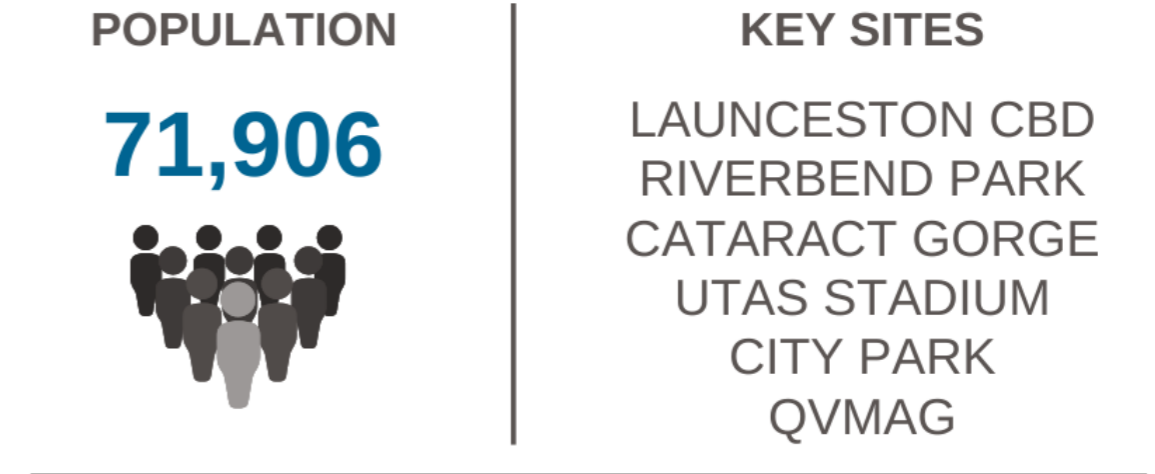 POPULATION
71,906
KEY SITES
LAUNCESTON CBD
RIVERBEND PARK
CATARACT GORGE
UTAS STADIUM
CITY PARK
QVMAG